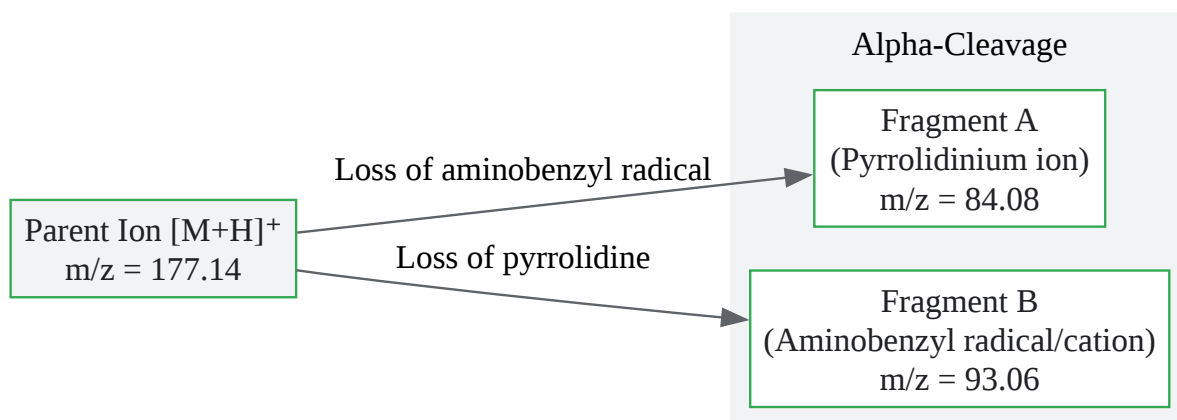 Alpha-Cleavage
Fragment A
(Pyrrolidinium ion)
m/z = 84.08
Loss of aminobenzyl radical
Parent Ion [M+H]⁺
m/z = 177.14
Loss of pyrrolidine
Fragment B
(Aminobenzyl radical/cation)
m/z = 93.06